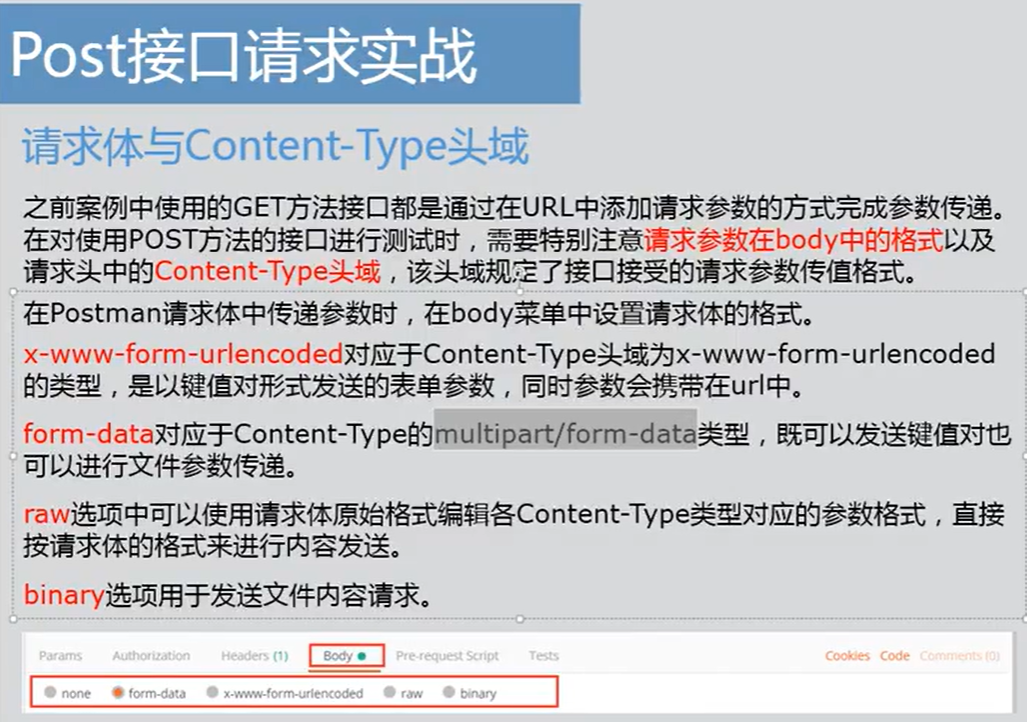 Post接口请求实战
请求体与Content-Type头域
之前案例中使用的GET方法接口都是通过在URL中添加请求参数的方式完成参数传递。
在对使用POST方法的接口进行测试时，需要特别注意请求参数在body中的格式以及
请求头中的Content-Type头域，该头域规定了接口接受的请求参数传值格式。
在Postman请求体中传递参数时，在body菜单中设置请求体的格式。
x-www-form-urlencoded对应于Content-Type头域为x-www-form-urlencoded
的类型，是以键值对形式发送的表单参数，同时参数会携带在url中。
form-data对应于Content-Type的multipart/form-data类型，既可以发送键值对也
可以进行文件参数传递。
raw选项中可以使用请求体原始格式编辑各Content-Type类型对应的参数格式，直接
按请求体的格式来进行内容发送。
binary选项用于发送文件内容请求。
Params Authorization Headers (1) Body Pre-request Script Tests Cookies Code Comments (0)
none form-data x-www-form-urlencoded raw binary